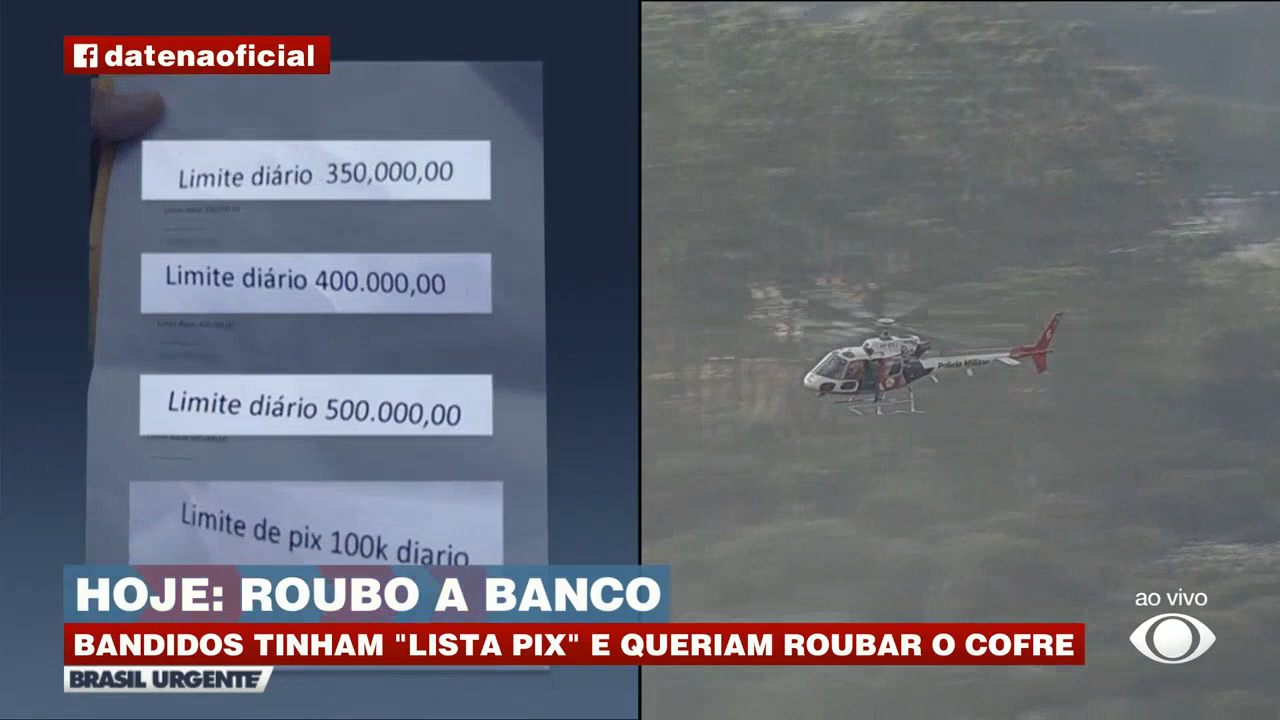 datenaoficial
Limite diário 350,000,00
Limite diário 400.000,00
Limite diário 500.000,00
Limite de pix 100k diario
Polícia Militar
HOJE: ROUBO A BANCO
BANDIDOS TINHAM "LISTA PIX" E QUERIAM ROUBAR O COFRE
BRASIL URGENTE
ao vivo